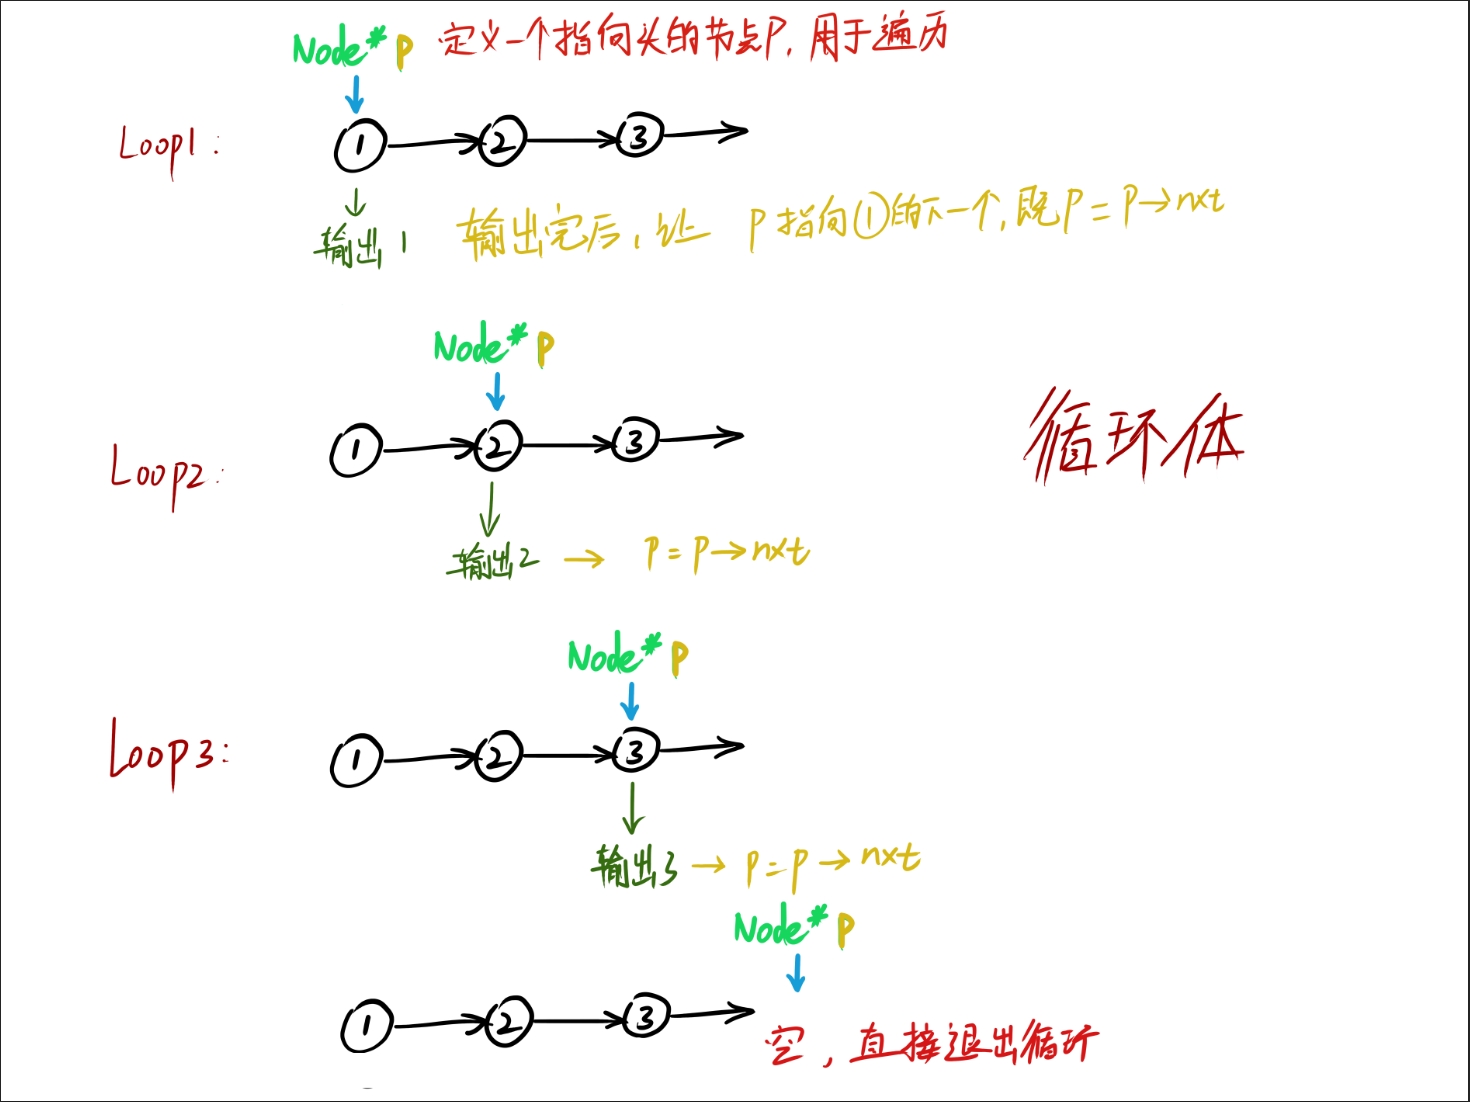 Node* p 定义一个指向头的节点P，用于遍历
Loop1: ① ② ③
输出1 输出完后，让 P指向①的下一个，既P=P→nxt
Node* p
Loop2: ① ② ③
循环体
输出2 → P=P→nxt
Node* p
Loop3: ① ② ③
输出3 → P=P→nxt
Node* p
① ② ③
空，直接退出循环